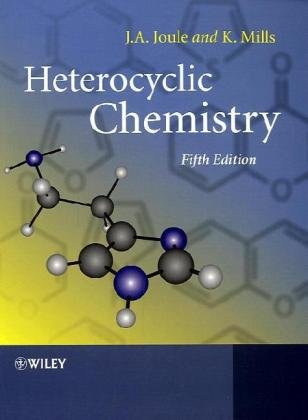 J.A. Joule and K. Mills
Heterocyclic
Chemistry
Fifth Edition
WILEY